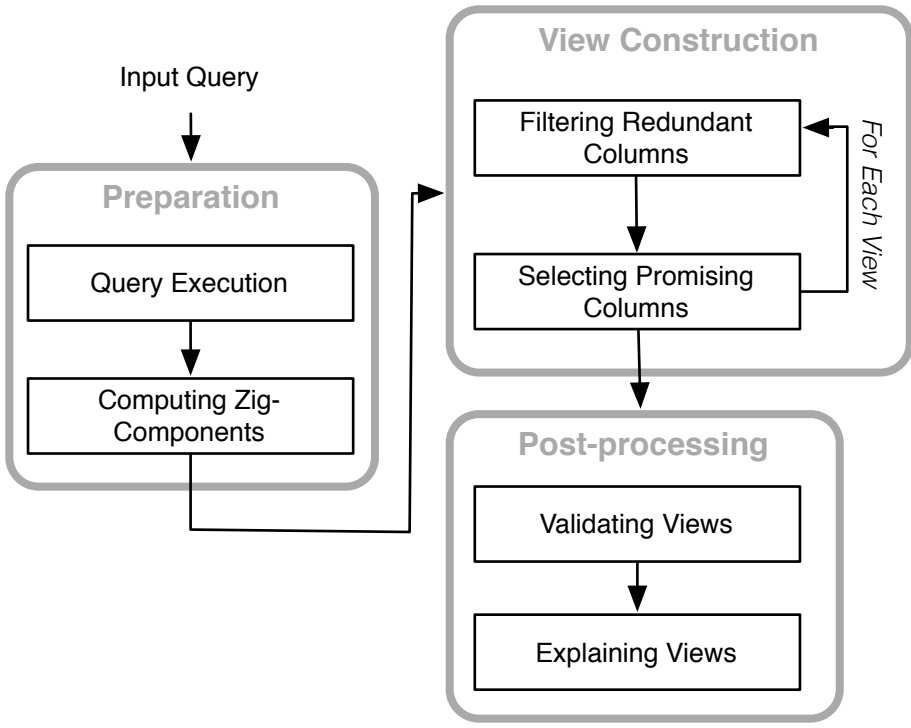 Input Query
Preparation
Query Execution
Computing Zig-
Components
View Construction
Filtering Redundant
Columns
For Each View
Selecting Promising
Columns
Post-processing
Validating Views
Explaining Views